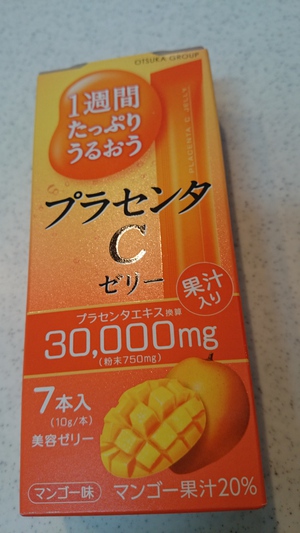 OTSUKA GROUP
1週間
たっぷり
うるおう
PLACENTA C JELLY
プラセンタ
C
ゼリー
果汁
入り
プラセンタエキス換算
30,000mg
(粉末750mg)
7本入
(10g/本)
美容ゼリー
マンゴー味
マンゴー果汁20%